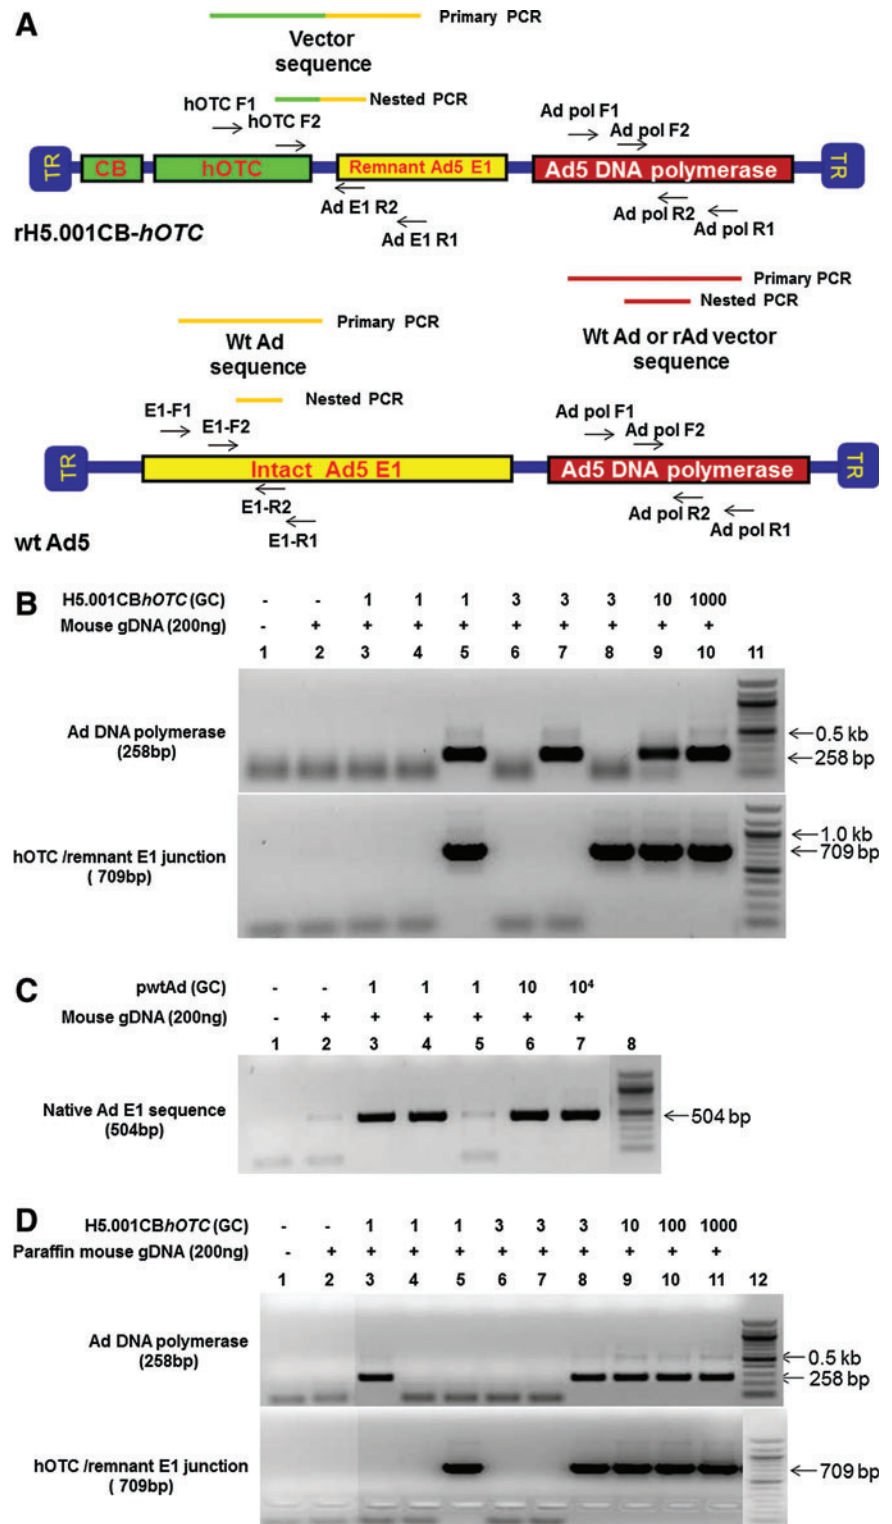 A
Primary PCR
Vector
sequence
Nested PCR
hOTC F1
hOTC F2
Ad pol F1
Ad pol F2
TR
CB
hOTC
Remnant Ad5 E1
Ad5 DNA polymerase
TR
Ad E1 R2
Ad E1 R1
Ad pol R2
Ad pol R1
rH5.001CB-hOTC
Primary PCR
Nested PCR
Primary PCR
Wt Ad
sequence
Wt Ad or rAd vector
sequence
Nested PCR
E1-F1
E1-F2
Ad pol F1
Ad pol F2
TR
Intact Ad5 E1
Ad5 DNA polymerase
TR
E1-R2
E1-R1
Ad pol R2
Ad pol R1
wt Ad5
B
H5.001CBhOTC (GC) - - 1 1 1 3 3 3 10 1000
Mouse gDNA (200ng) - + + + + + + + + +
1 2 3 4 5 6 7 8 9 10 11
Ad DNA polymerase
(258bp)
0.5 kb
258 bp
hOTC /remnant E1 junction
( 709bp)
1.0 kb
709 bp
C
pwtAd (GC) - - 1 1 1 10 10⁴
Mouse gDNA (200ng) - + + + + + +
1 2 3 4 5 6 7 8
Native Ad E1 sequence
(504bp)
504 bp
D
H5.001CBhOTC (GC) - - 1 1 1 3 3 3 10 100 1000
Paraffin mouse gDNA (200ng) - + + + + + + + + + +
1 2 3 4 5 6 7 8 9 10 11 12
Ad DNA polymerase
(258bp)
0.5 kb
258 bp
hOTC /remnant E1 junction
( 709bp)
709 bp